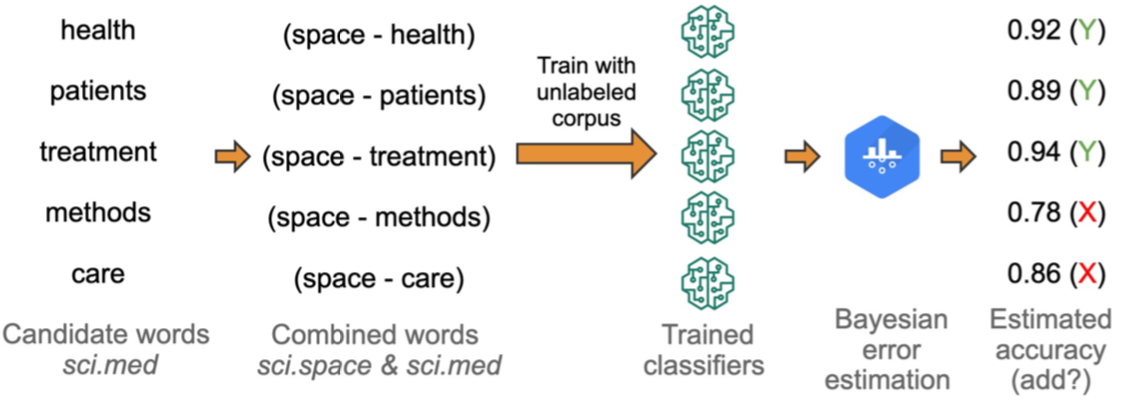 health (space - health) 0.92 (Y)
Train with
unlabeled
corpus
patients (space - patients) 0.89 (Y)
treatment (space - treatment) 0.94 (Y)
methods (space - methods) 0.78 (X)
care (space - care) 0.86 (X)
Candidate words
sci.med
Combined words
sci.space & sci.med
Trained
classifiers
Bayesian
error
estimation
Estimated
accuracy
(add?)